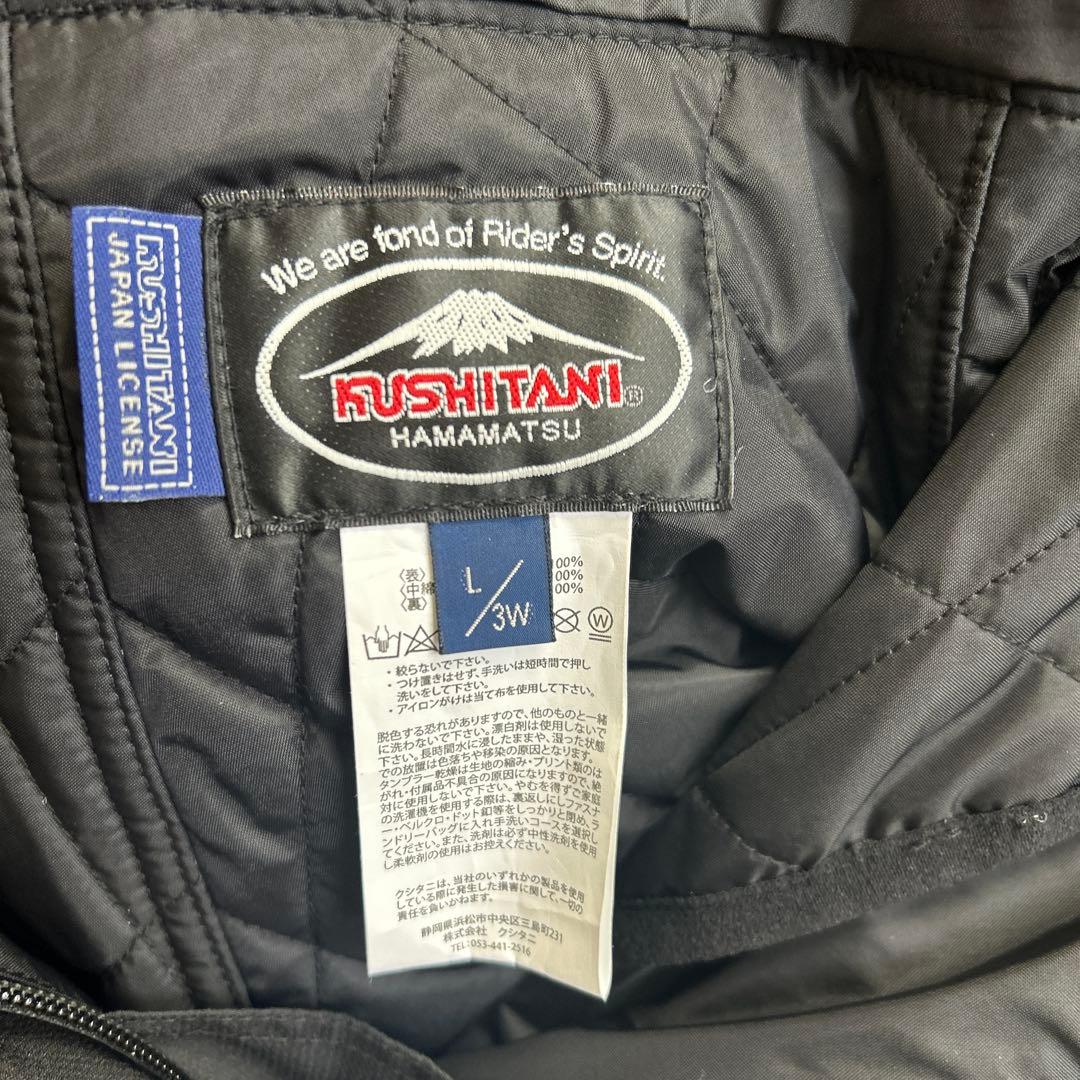 KUSHITANI
JAPAN LICENSE
We are fond of Rider's Spirit.
KUSHITANI®
HAMAMATSU
L/3W
〈表〉 100%
〈中綿 100%
〈裏〉 100%
W
・絞らないで下さい。
・つけ置きはせず、手洗いは短時間で押し
洗いをして下さい。
・アイロンがけは当て布を使用して下さい。
脱色する恐れがありますので、他のものと一緒
に洗わないで下さい。漂白剤は使用しないで
下さい。長時間水に浸したままや、湿った状態
での放置は色落ちや移染の原因となります。
タンブラー乾燥は生地の縮み・プリント類のは
がれ・付属品不具合の原因になりますので、絶
対に使用しないで下さい。やむを得ずご家庭
の洗濯機を使用する際は、裏返しにしファスナ
ー・ベルクロ・ドット釦等をしっかりと閉め、ラ
ンドリーバッグに入れ手洗いコースを選択し
てください。また、洗剤は必ず中性洗剤を使用
し柔軟剤の使用はお控えください。
クシタニは、当社のいずれかの製品を使用
している際に発生した損害に関して、一切の
責任を負いかねます。
静岡県浜松市中央区三島町231
株式会社 クシタニ
TEL:053-441-2516